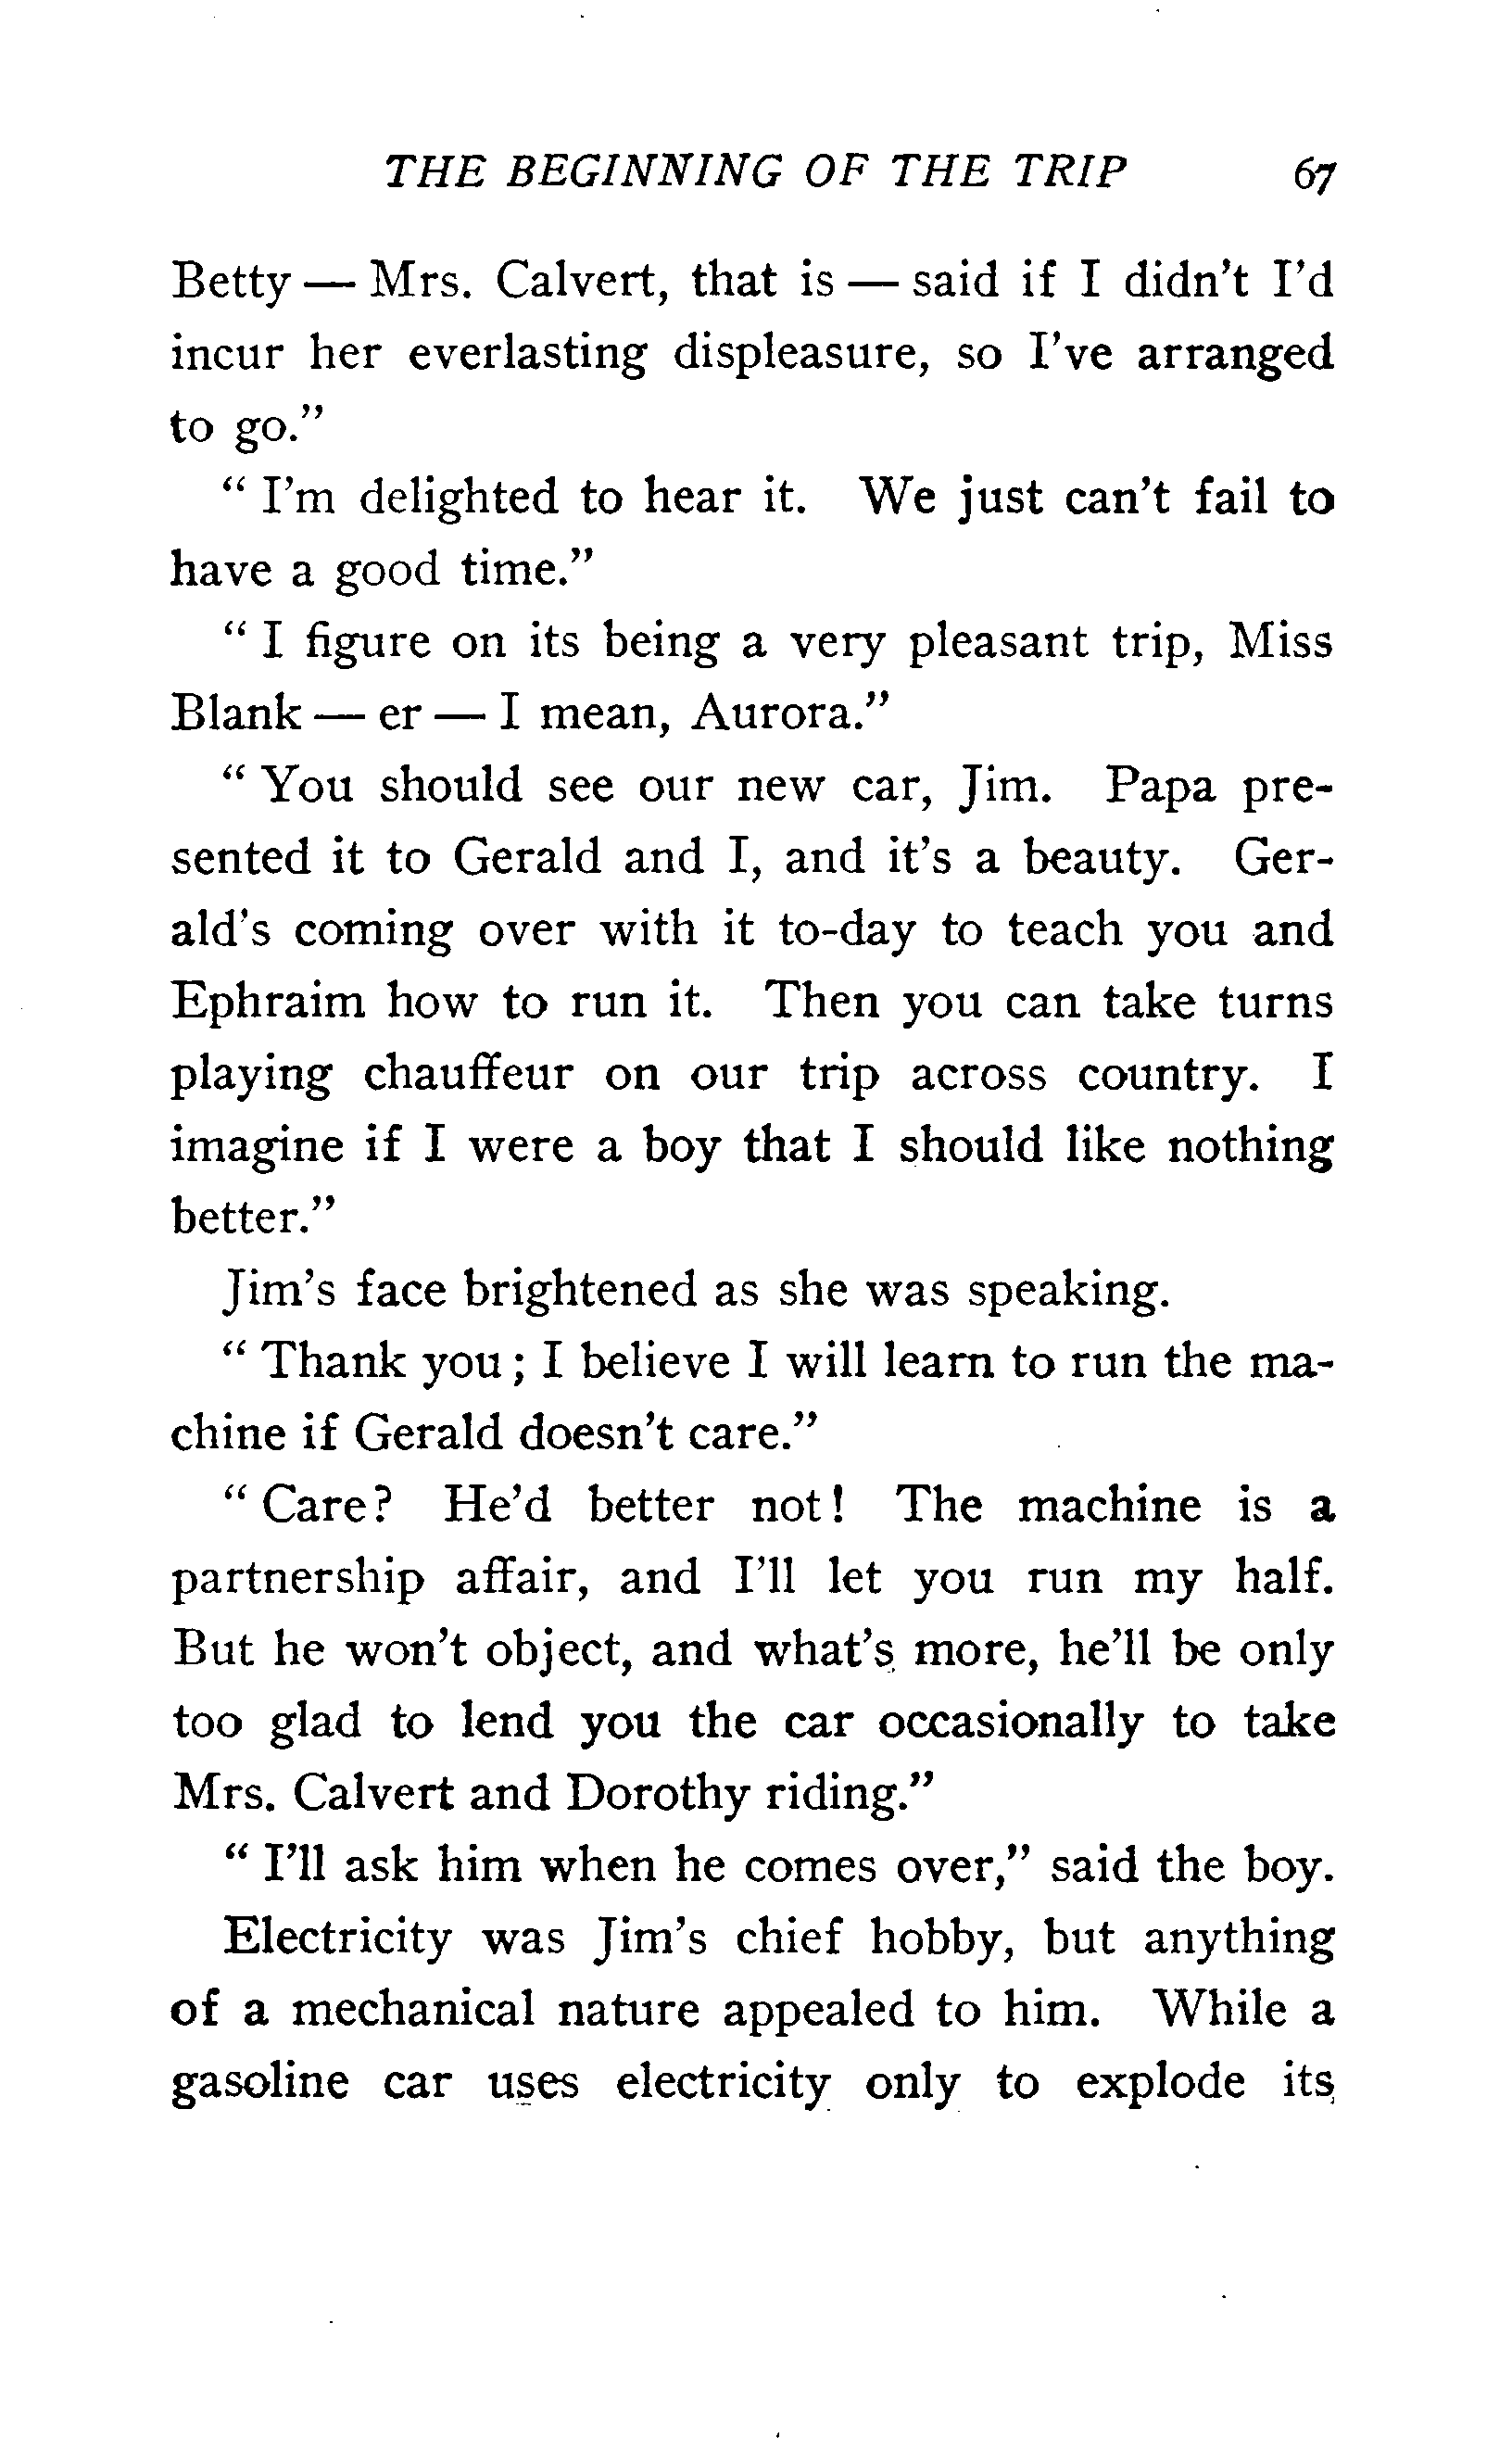 THE BEGINNING OF THE TRIP 67
Betty — Mrs. Calvert, that is — said if I didn't I'd
incur her everlasting displeasure, so I've arranged
to go."
" I'm delighted to hear it. We just can't fail to
have a good time."
" I figure on its being a very pleasant trip, Miss
Blank — er — I mean, Aurora."
" You should see our new car, Jim. Papa pre-
sented it to Gerald and I, and it's a beauty. Ger-
ald's coming over with it to-day to teach you and
Ephraim how to run it. Then you can take turns
playing chauffeur on our trip across country. I
imagine if I were a boy that I should like nothing
better."
Jim's face brightened as she was speaking.
" Thank you ; I believe I will learn to run the ma-
chine if Gerald doesn't care."
" Care? He'd better not! The machine is a
partnership affair, and I'll let you run my half.
But he won't object, and what's more, he'll be only
too glad to lend you the car occasionally to take
Mrs. Calvert and Dorothy riding."
" I'll ask him when he comes over," said the boy.
Electricity was Jim's chief hobby, but anything
of a mechanical nature appealed to him. While a
gasoline car uses electricity only to explode its